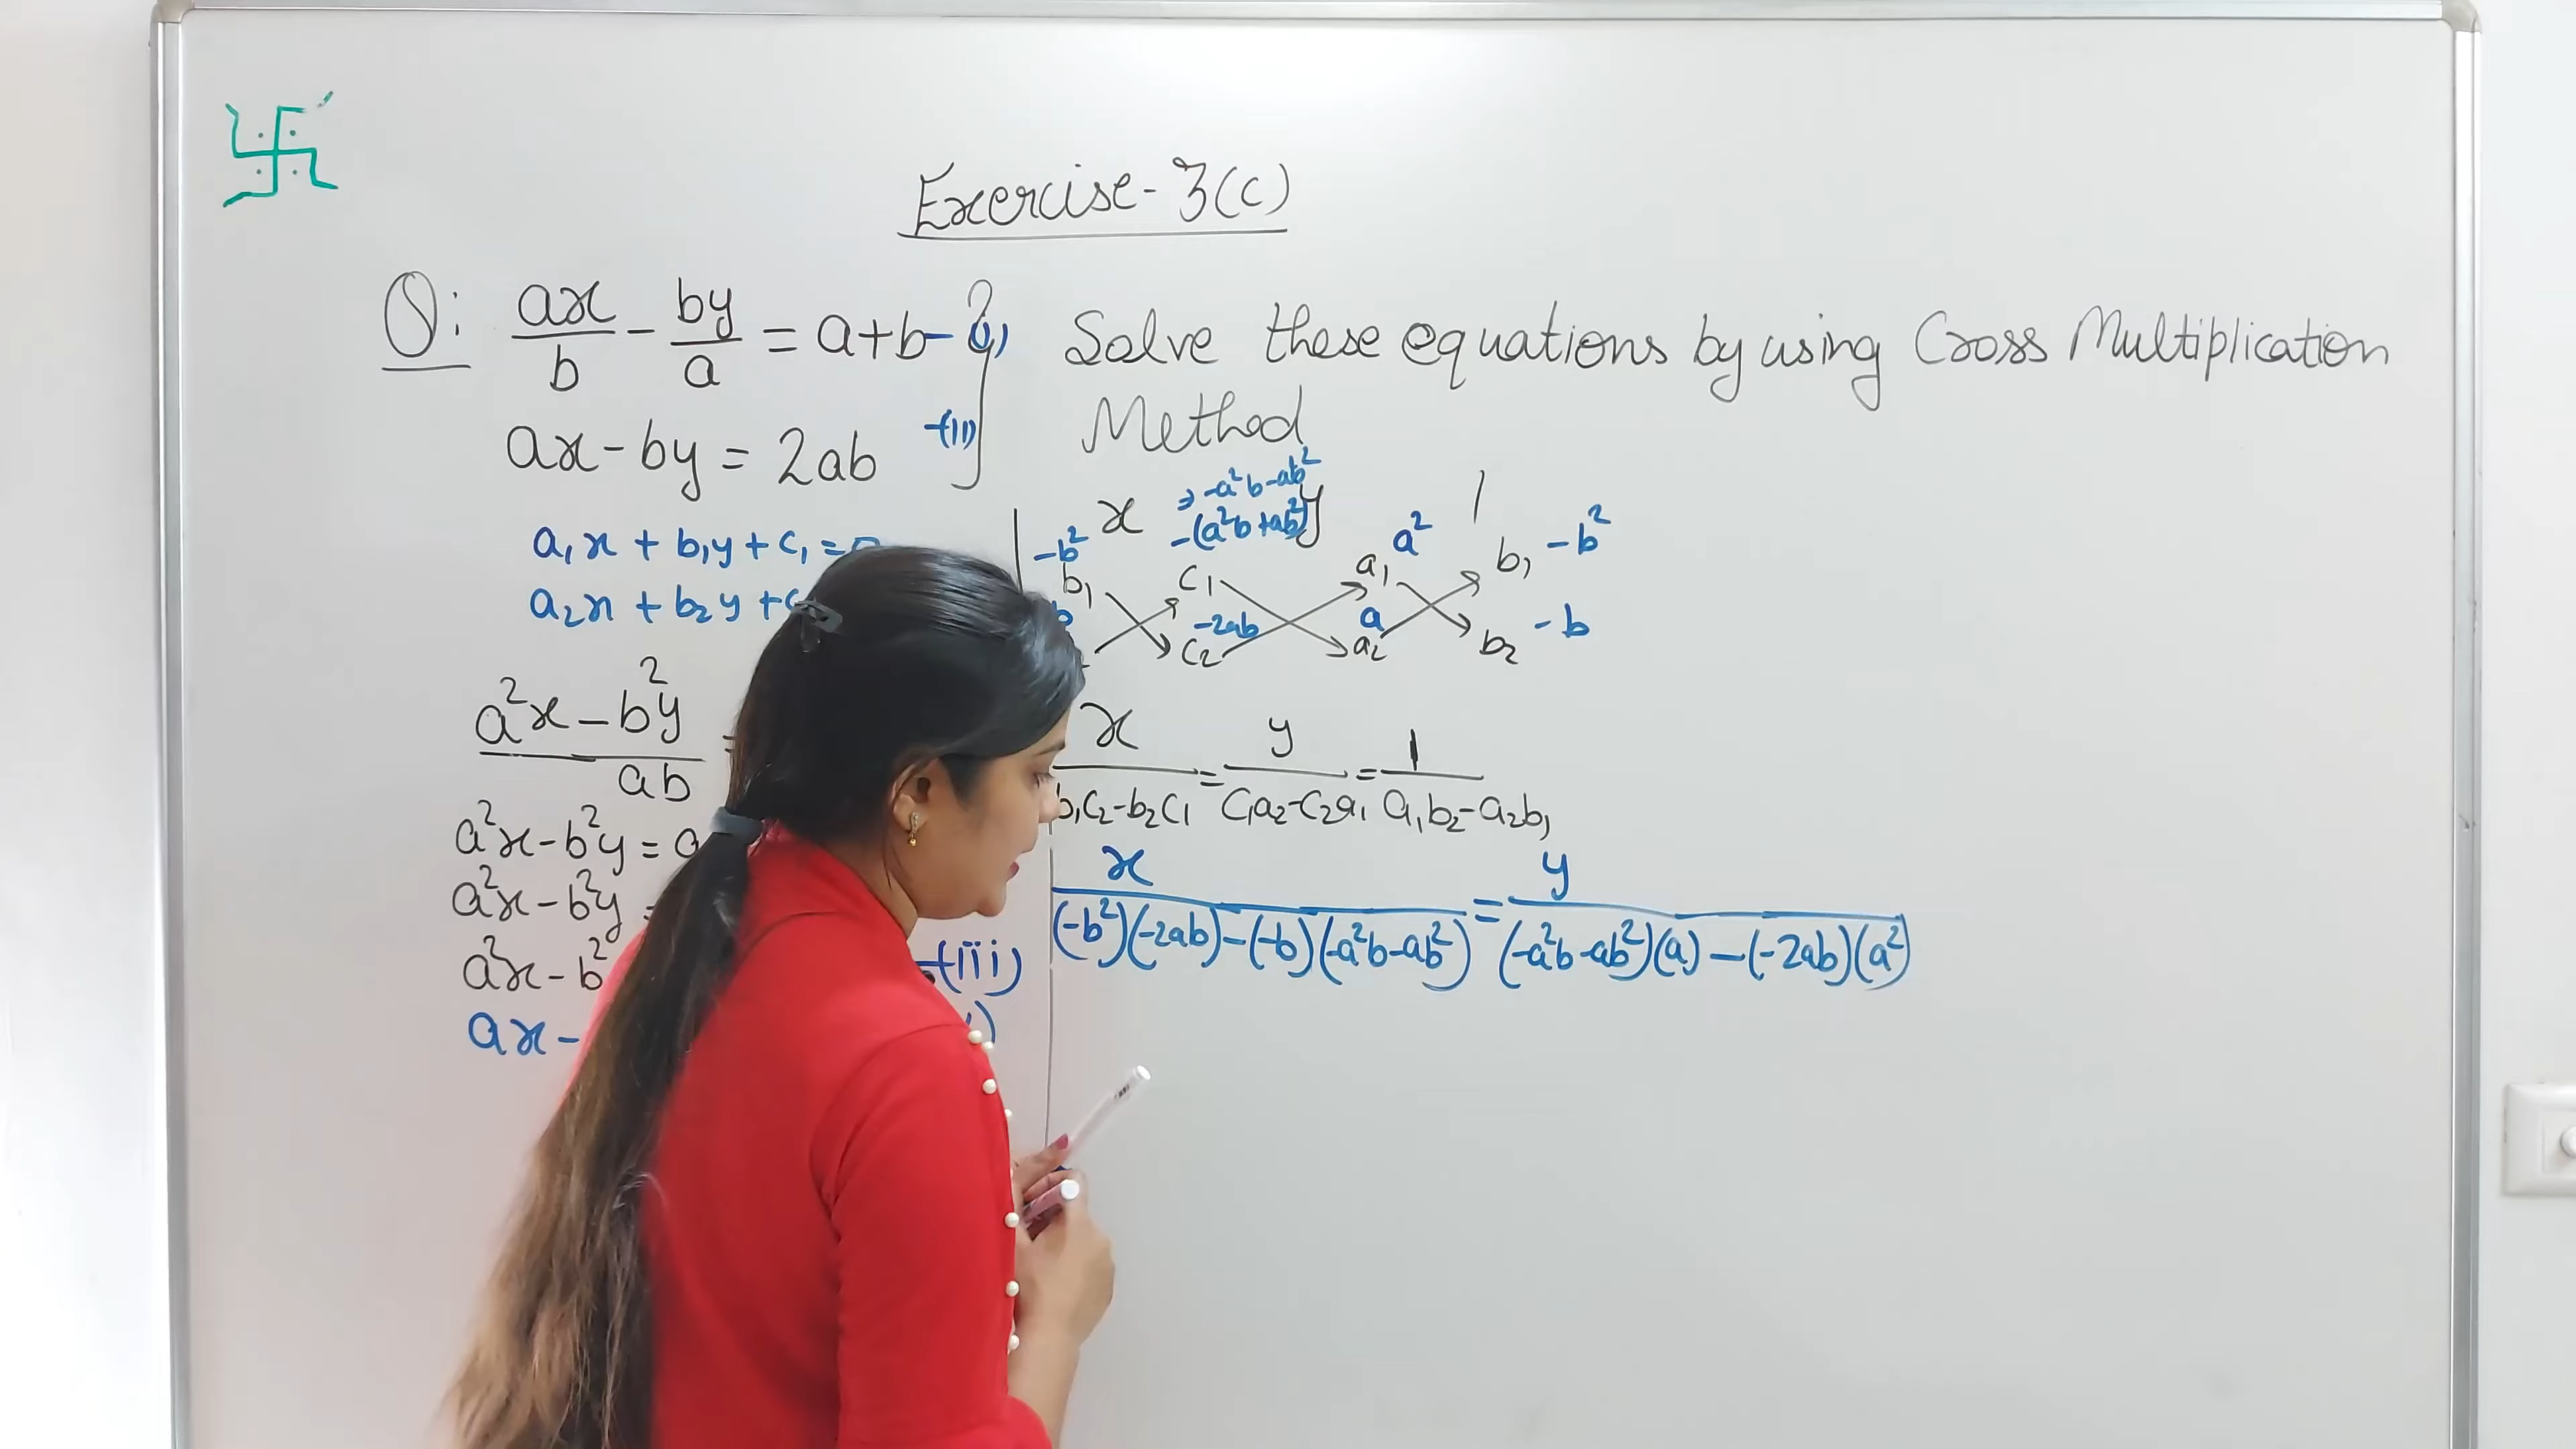 Exercise-3(c)
Q: ax/b - by/a = a+b -(i) Solve these equations by using Cross Multiplication
ax-by = 2ab -(ii) Method
⇒ -a²b-ab²
x -(a²b+ab²) y 1
a₁x + b₁y + c₁ =
-b² a² -b²
b₁ c₁ a₁ b₁
a₂x + b₂y +
b -2ab a -b
c₂ a₂ b₂
a²x-b²y/ab =
x/b₁c₂-b₂c₁ = y/c₁a₂-c₂a₁ = 1/a₁b₂-a₂b₁
a²x-b²y = a
a²x-b²y =
x/(-b²)(-2ab)-(-b)(-a²b-ab²) = y/(-a²b-ab²)(a)-(-2ab)(a²)
a²x-b² -(iii)
ax- )